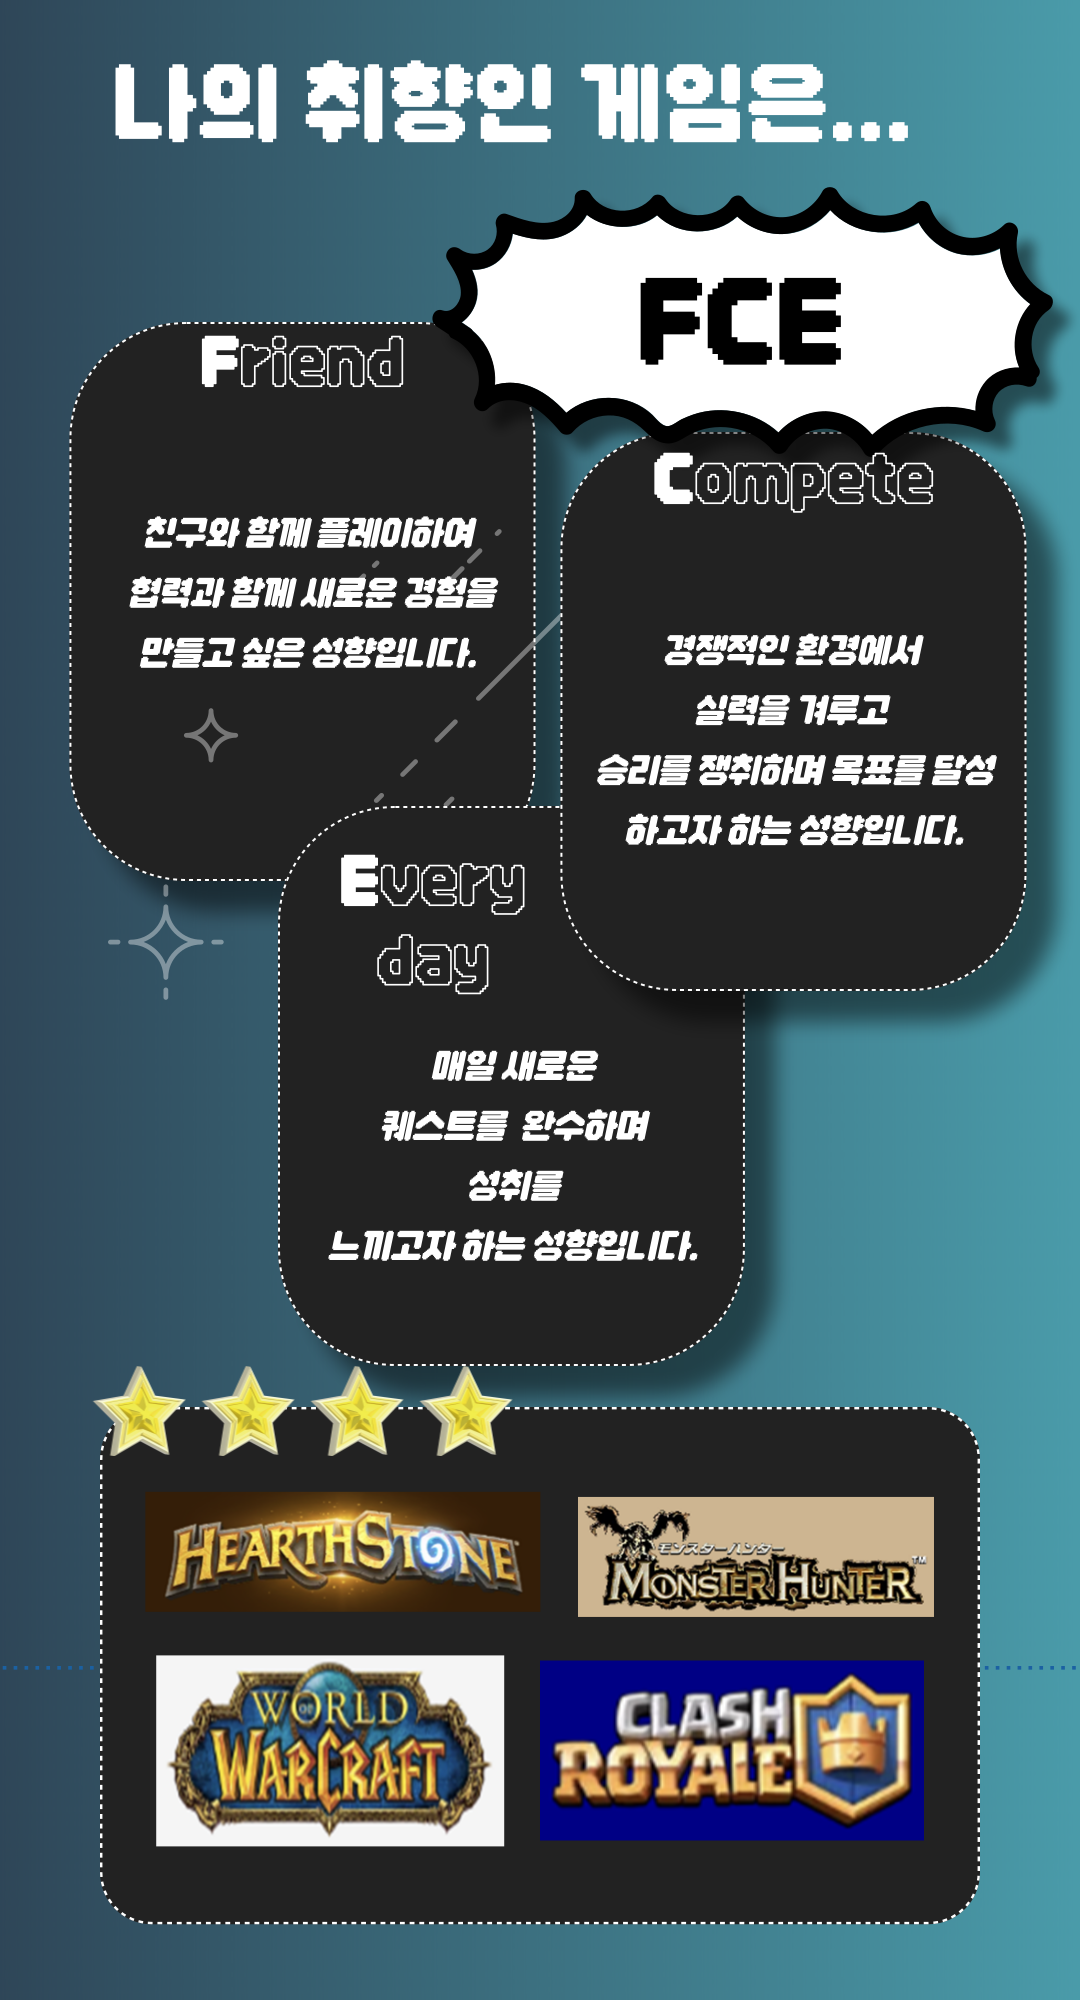 나의 취향인 게임은...
FCE
Friend
친구와 함께 플레이하여
협력과 함께 새로운 경험을
만들고 싶은 성향입니다.
Compete
경쟁적인 환경에서
실력을 겨루고
승리를 쟁취하며 목표를 달성
하고자 하는 성향입니다.
Every
day
매일 새로운
퀘스트를 완수하며
성취를
느끼고자 하는 성향입니다.
HEARTHSTONE
モンスターハンター
MONSTER HUNTER™
WORLD
OF
WARCRAFT
CLASH
ROYALE